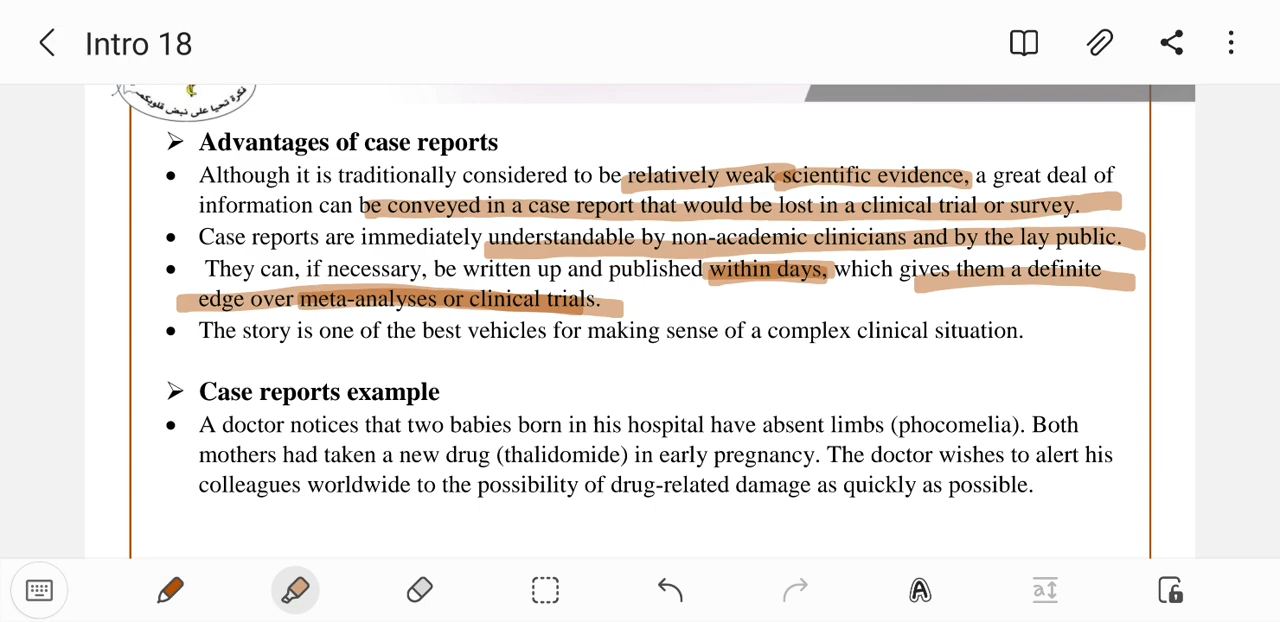 Intro 18
فكرة تحيا على نبض قلوبكم
➢ Advantages of case reports
• Although it is traditionally considered to be relatively weak scientific evidence, a great deal of
information can be conveyed in a case report that would be lost in a clinical trial or survey.
• Case reports are immediately understandable by non-academic clinicians and by the lay public.
• They can, if necessary, be written up and published within days, which gives them a definite
edge over meta-analyses or clinical trials.
• The story is one of the best vehicles for making sense of a complex clinical situation.
➢ Case reports example
• A doctor notices that two babies born in his hospital have absent limbs (phocomelia). Both
mothers had taken a new drug (thalidomide) in early pregnancy. The doctor wishes to alert his
colleagues worldwide to the possibility of drug-related damage as quickly as possible.
A
a